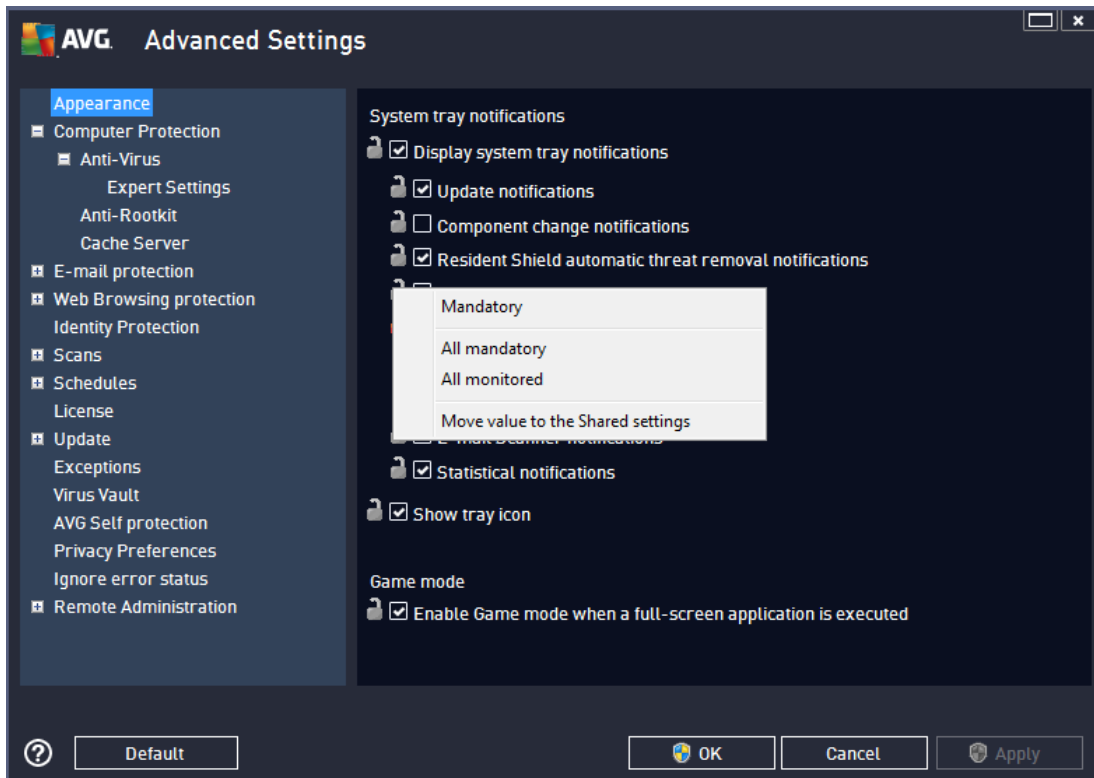 AVG. Advanced Settings
Appearance
Computer Protection
Anti-Virus
Expert Settings
Anti-Rootkit
Cache Server
E-mail protection
Web Browsing protection
Identity Protection
Scans
Schedules
License
Update
Exceptions
Virus Vault
AVG Self protection
Privacy Preferences
Ignore error status
Remote Administration
System tray notifications
Display system tray notifications
Update notifications
Component change notifications
Resident Shield automatic threat removal notifications
Mandatory
All mandatory
All monitored
Move value to the Shared settings
E-mail Scanner notifications
Statistical notifications
Show tray icon
Game mode
Enable Game mode when a full-screen application is executed
Default
OK
Cancel
Apply